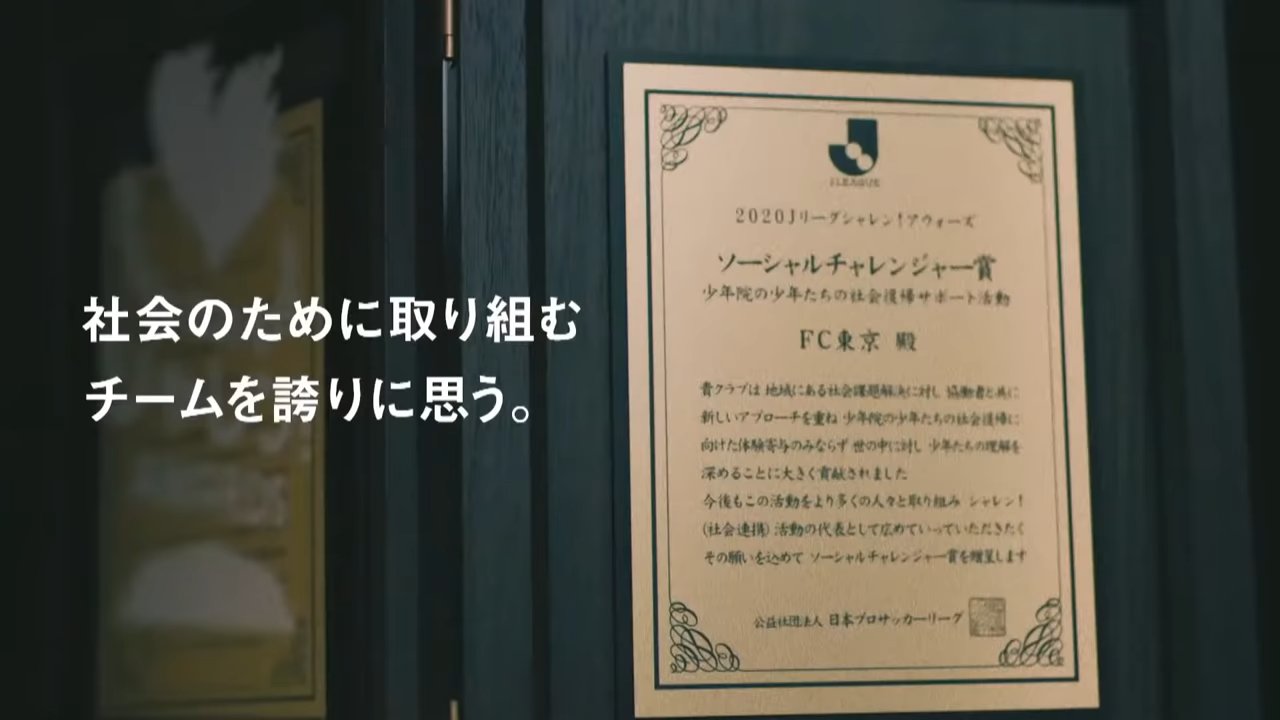 社会のために取り組む
チームを誇りに思う。
J.LEAGUE
2020Jリーグシャレン!アウォーズ
ソーシャルチャレンジャー賞
少年院の少年たちの社会復帰サポート活動
FC東京 殿
貴クラブは 地域にある社会課題解決に対し 協働者と共に
新しいアプローチを重ね 少年院の少年たちの社会復帰に
向けた体験寄与のみならず 世の中に対し 少年たちの理解を
深めることに大きく貢献されました
今後もこの活動をより多くの人々と取り組み シャレン!
(社会連携)活動の代表として広めていっていただきたく
その願いを込めて ソーシャルチャレンジャー賞を贈呈します
公益社団法人 日本プロサッカーリーグ